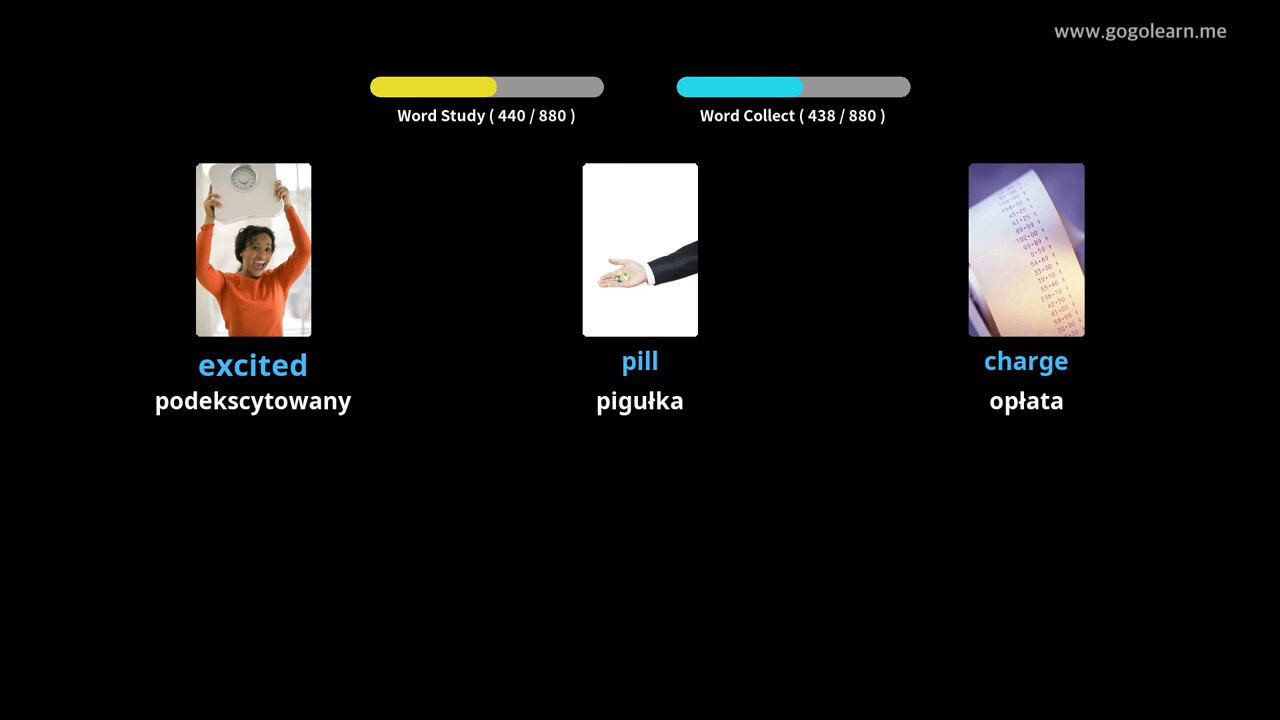 www.gogolearn.me
Word Study ( 440 / 880 )
Word Collect ( 438 / 880 )
excited
pill
charge
podekscytowany
pigułka
opłata